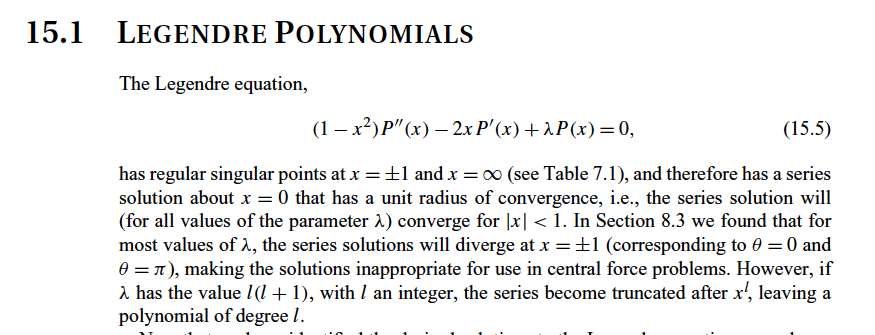 15.1 LEGENDRE POLYNOMIALS
The Legendre equation,
(1 − x²)P″(x) − 2x P′(x) + λP(x) = 0, (15.5)
has regular singular points at x = ±1 and x = ∞ (see Table 7.1), and therefore has a series
solution about x = 0 that has a unit radius of convergence, i.e., the series solution will
(for all values of the parameter λ) converge for |x| < 1. In Section 8.3 we found that for
most values of λ, the series solutions will diverge at x = ±1 (corresponding to θ = 0 and
θ = π), making the solutions inappropriate for use in central force problems. However, if
λ has the value l(l + 1), with l an integer, the series become truncated after xˡ, leaving a
polynomial of degree l.